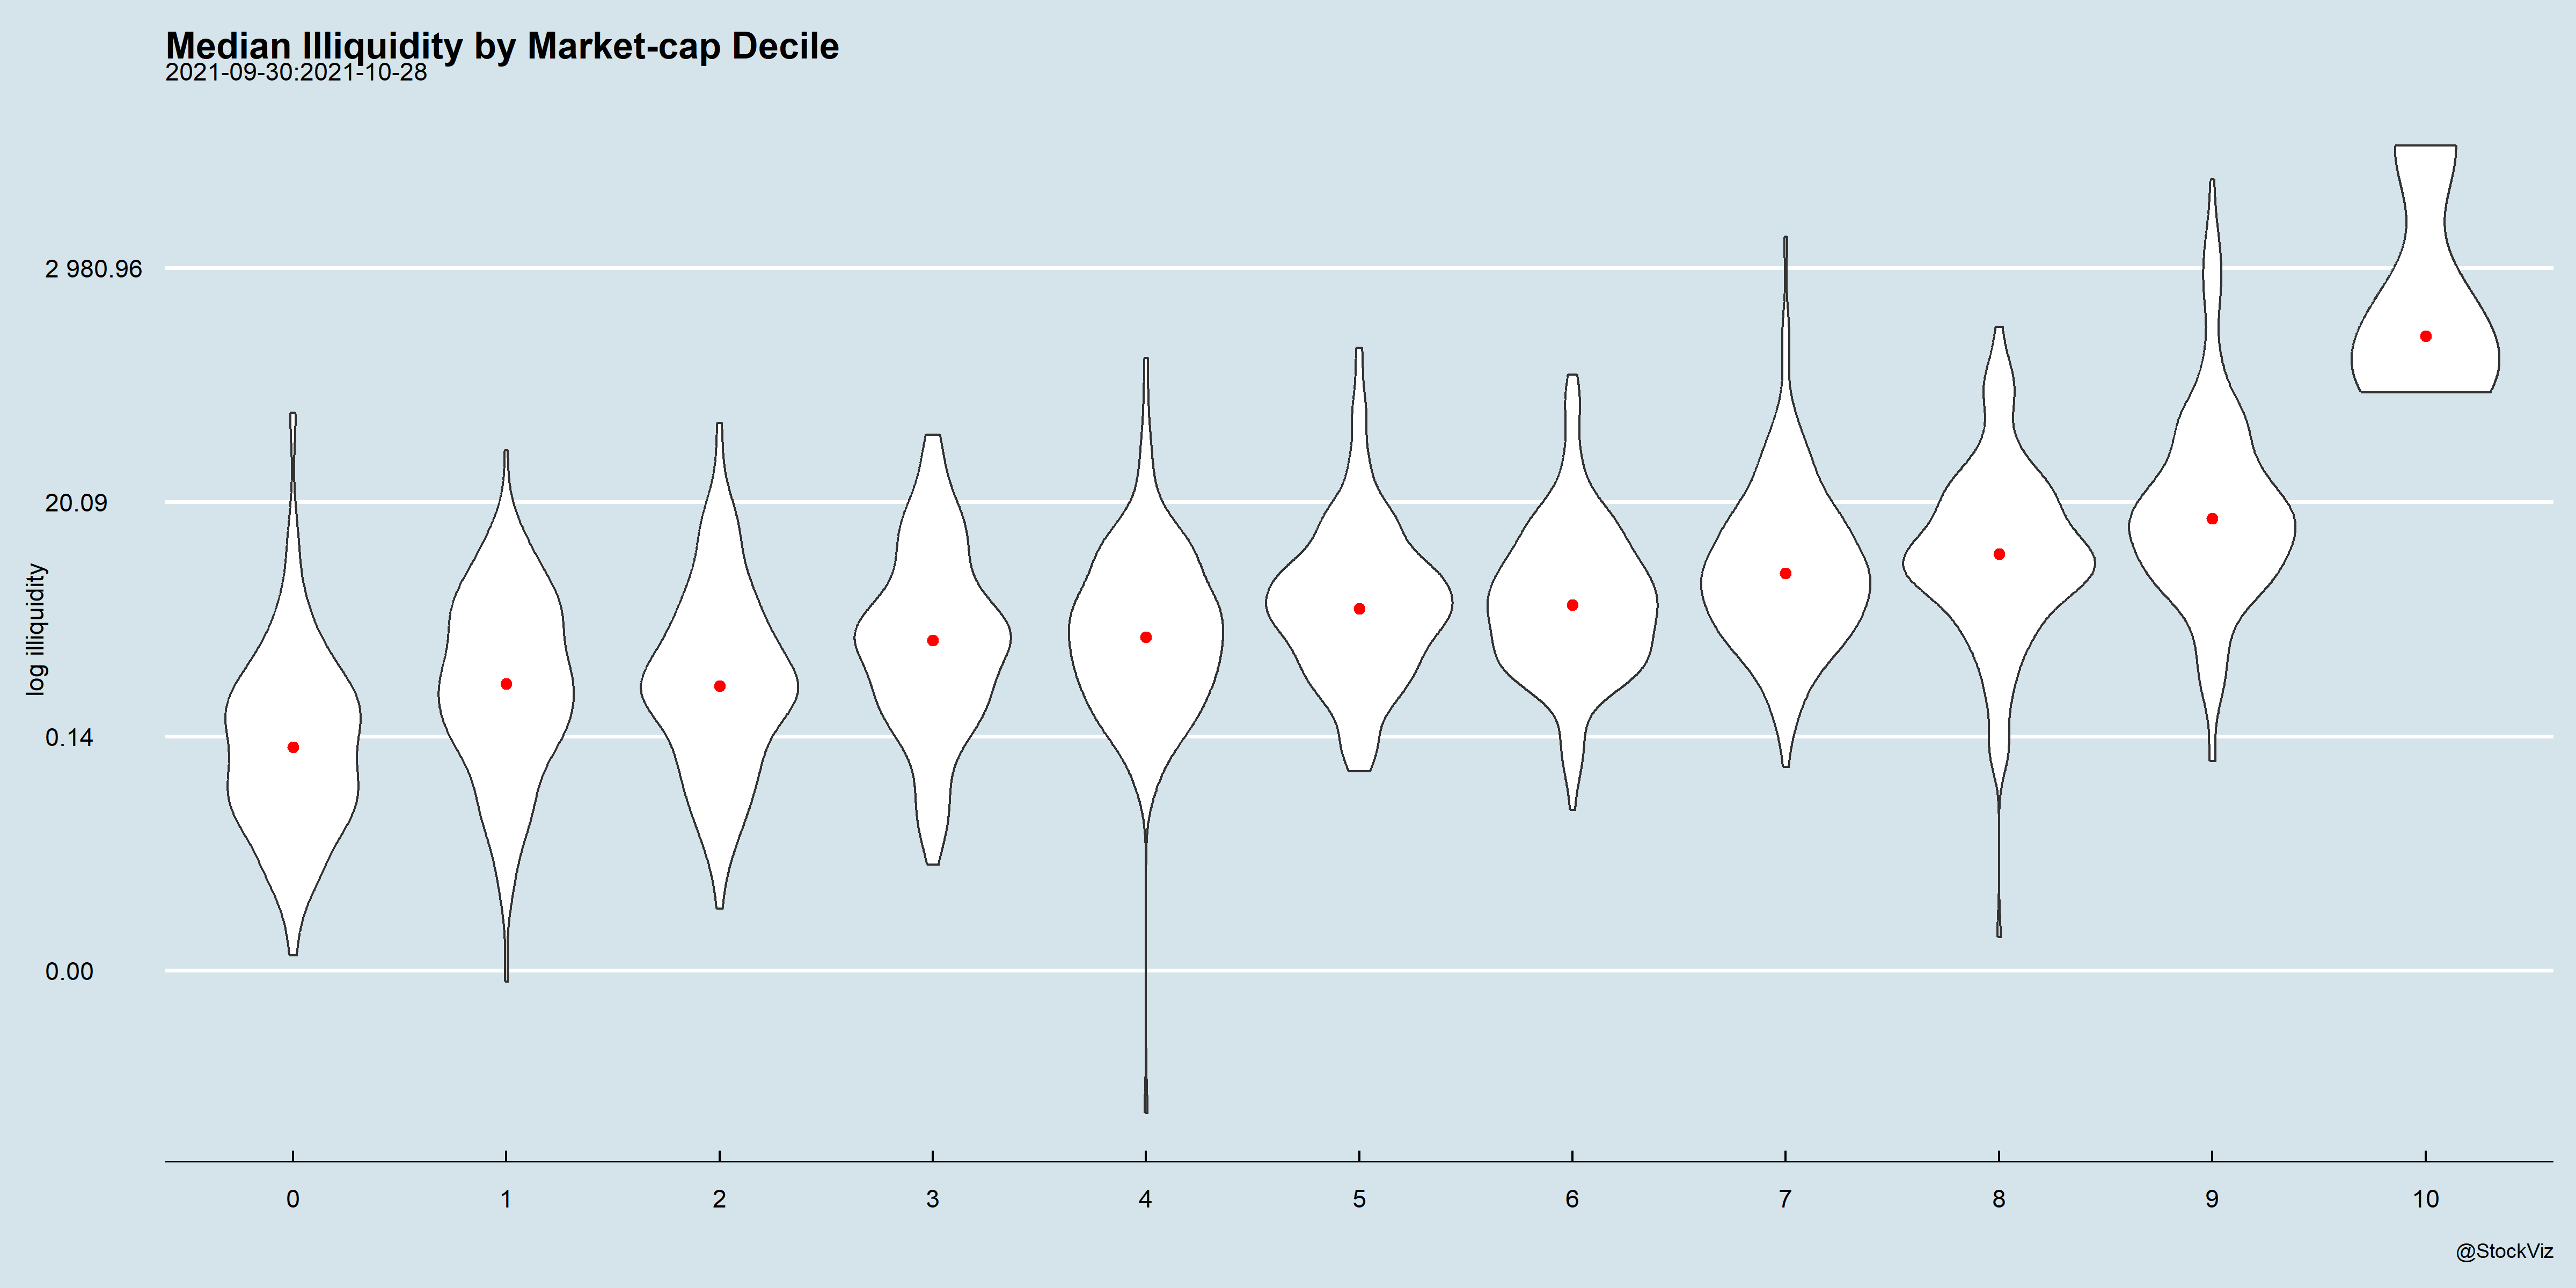 Median Illiquidity by Market-cap Decile
2021-09-30:2021-10-28
2 980.96
20.09
0.14
0.00
log illiquidity
0 1 2 3 4 5 6 7 8 9 10
@StockViz